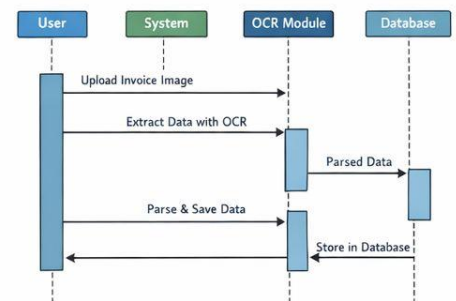 User
System
OCR Module
Database
Upload Invoice Image
Extract Data with OCR
Parsed Data
Parse & Save Data
Store in Database